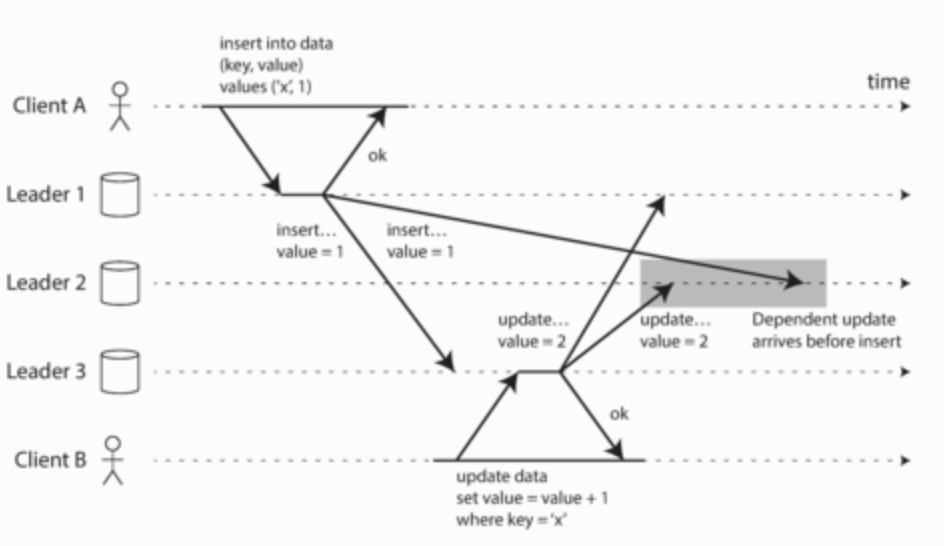 insert into data
(key, value)
values ('x', 1)
time
Client A
ok
Leader 1
insert…
value = 1
insert…
value = 1
Leader 2
update…
value = 2
update…
value = 2
Dependent update
arrives before insert
Leader 3
ok
Client B
update data
set value = value + 1
where key = 'x'